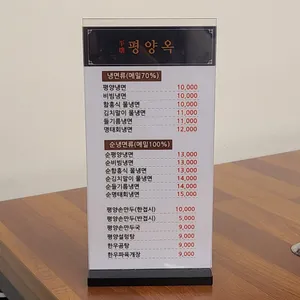 평양옥
냉면류(메밀70%)
평양냉면 10,000
비빔냉면 10,000
함흥식 물냉면 10,000
김치말이 물냉면 11,000
들기름냉면 11,000
명태회냉면 12,000
순냉면류(메밀100%)
순평양냉면 13,000
순비빔냉면 13,000
순함흥식 물냉면 13,000
순김치말이 물냉면 14,000
순들기름냉면 14,000
순명태회냉면 15,000
평양손만두(한접시) 10,000
평양손만두(반접시) 5,000
평양손만두국 9,000
평양설렁탕 9,000
한우곰탕 9,000
한우파육개장 9,000